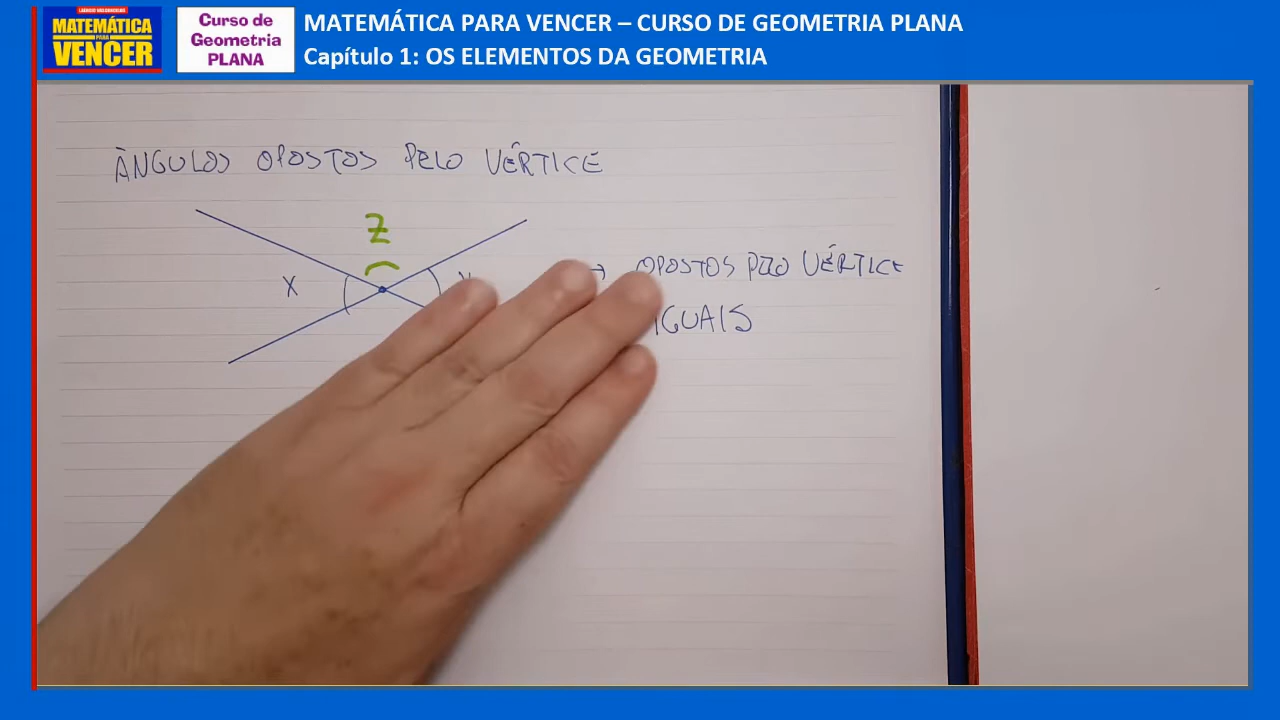 MATEMÁTICA
PARA
VENCER
Curso de
Geometria
PLANA
MATEMÁTICA PARA VENCER – CURSO DE GEOMETRIA PLANA
Capítulo 1: OS ELEMENTOS DA GEOMETRIA
ÂNGULOS OPOSTOS PELO VÉRTICE
Z
X
→ OPOSTOS PELO VÉRTICE
IGUAIS